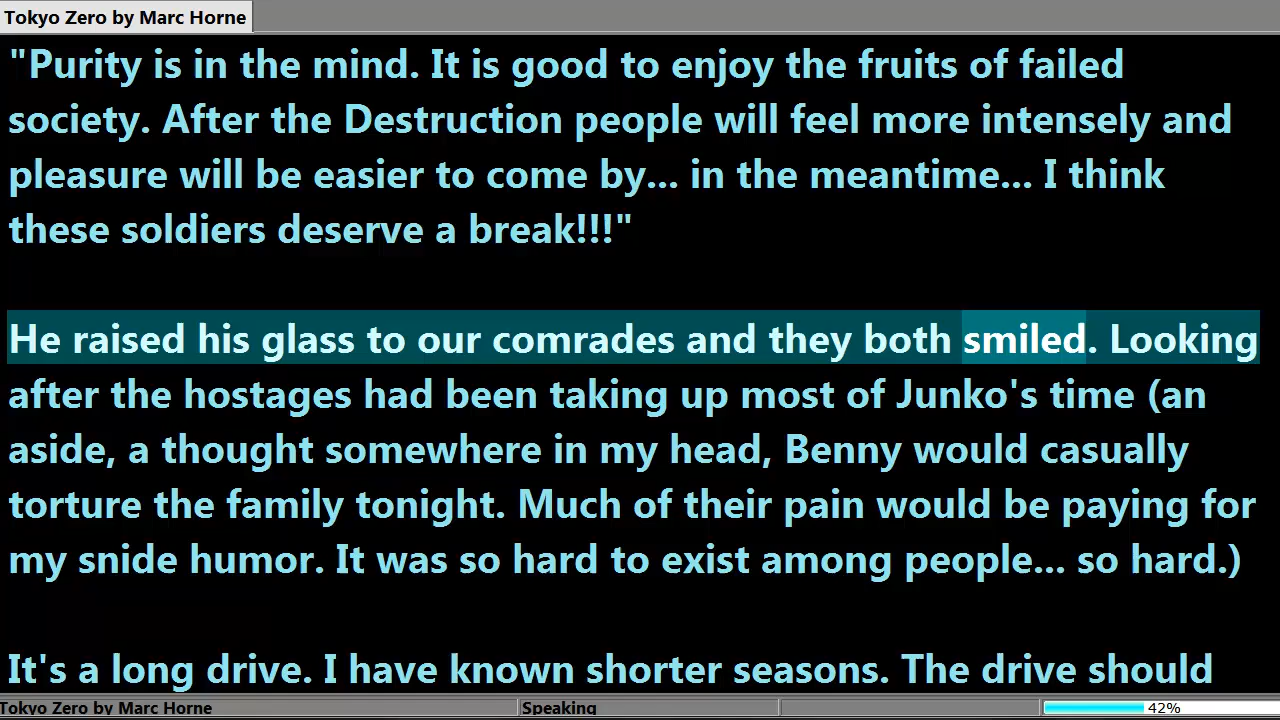 Tokyo Zero by Marc Horne
"Purity is in the mind. It is good to enjoy the fruits of failed
society. After the Destruction people will feel more intensely and
pleasure will be easier to come by... in the meantime... I think
these soldiers deserve a break!!!"
He raised his glass to our comrades and they both smiled. Looking
after the hostages had been taking up most of Junko's time (an
aside, a thought somewhere in my head, Benny would casually
torture the family tonight. Much of their pain would be paying for
my snide humor. It was so hard to exist among people... so hard.)
It's a long drive. I have known shorter seasons. The drive should
Tokyo Zero by Marc Horne
Speaking
42%